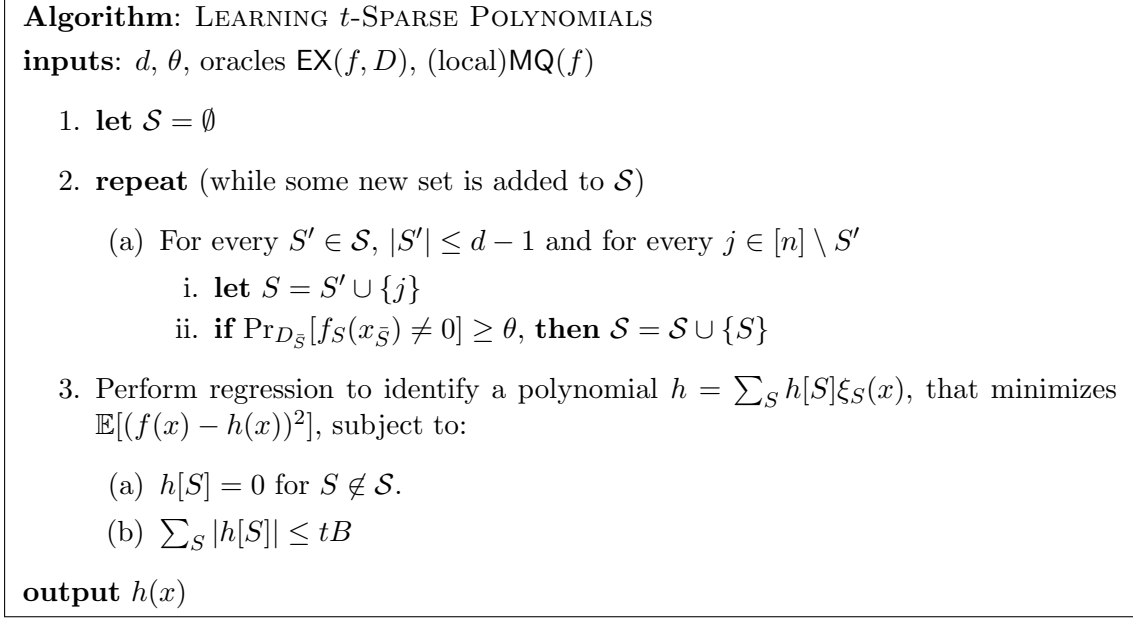 Algorithm: LEARNING t-SPARSE POLYNOMIALS
inputs: d, θ, oracles EX(f, D), (local)MQ(f)
1. let 𝒮 = ∅
2. repeat (while some new set is added to 𝒮)
(a) For every S′ ∈ 𝒮, |S′| ≤ d − 1 and for every j ∈ [n] \ S′
i. let S = S′ ∪ {j}
ii. if Pr_{D_{S̄}}[f_S(x_{S̄}) ≠ 0] ≥ θ, then 𝒮 = 𝒮 ∪ {S}
3. Perform regression to identify a polynomial h = ∑_S h[S]ξ_S(x), that minimizes
𝔼[(f(x) − h(x))²], subject to:
(a) h[S] = 0 for S ∉ 𝒮.
(b) ∑_S |h[S]| ≤ tB
output h(x)